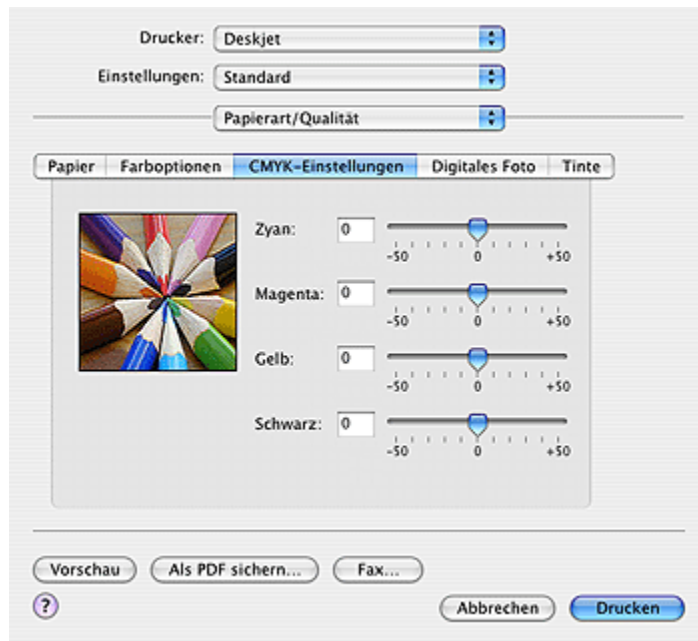 Drucker: Deskjet
Einstellungen: Standard
Papierart/Qualität
Papier Farboptionen CMYK-Einstellungen Digitales Foto Tinte
Zyan: 0
-50 0 +50
Magenta: 0
-50 0 +50
Gelb: 0
-50 0 +50
Schwarz: 0
-50 0 +50
Vorschau Als PDF sichern... Fax...
? Abbrechen Drucken